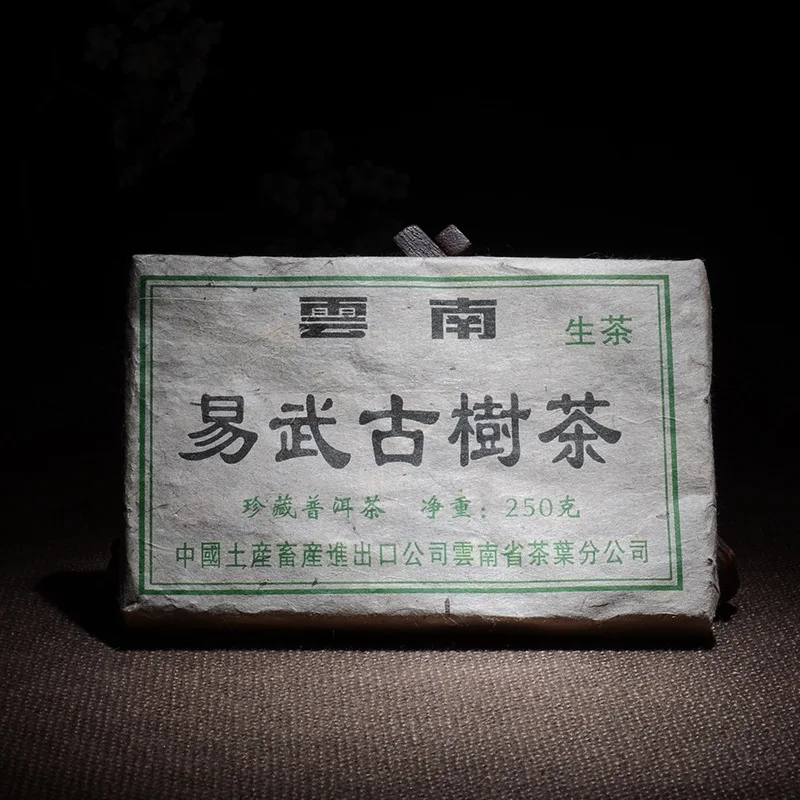 雲南
生茶
易武古樹茶
珍藏普洱茶 净重：250克
中國土産畜産進出口公司雲南省茶葉分公司